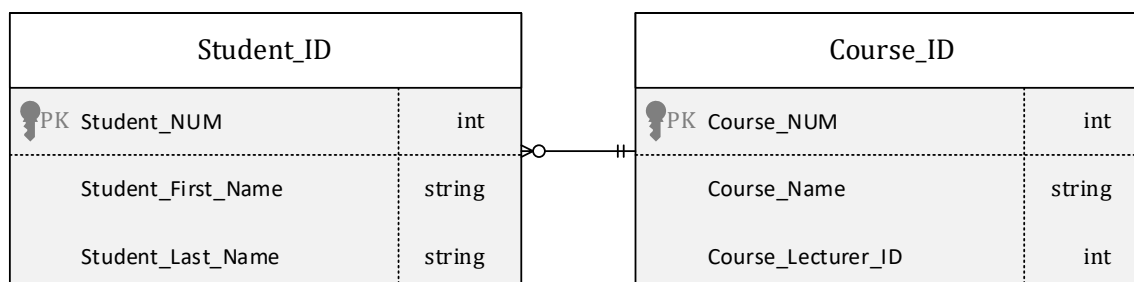 Student_ID
PK Student_NUM int
Student_First_Name string
Student_Last_Name string
Course_ID
PK Course_NUM int
Course_Name string
Course_Lecturer_ID int